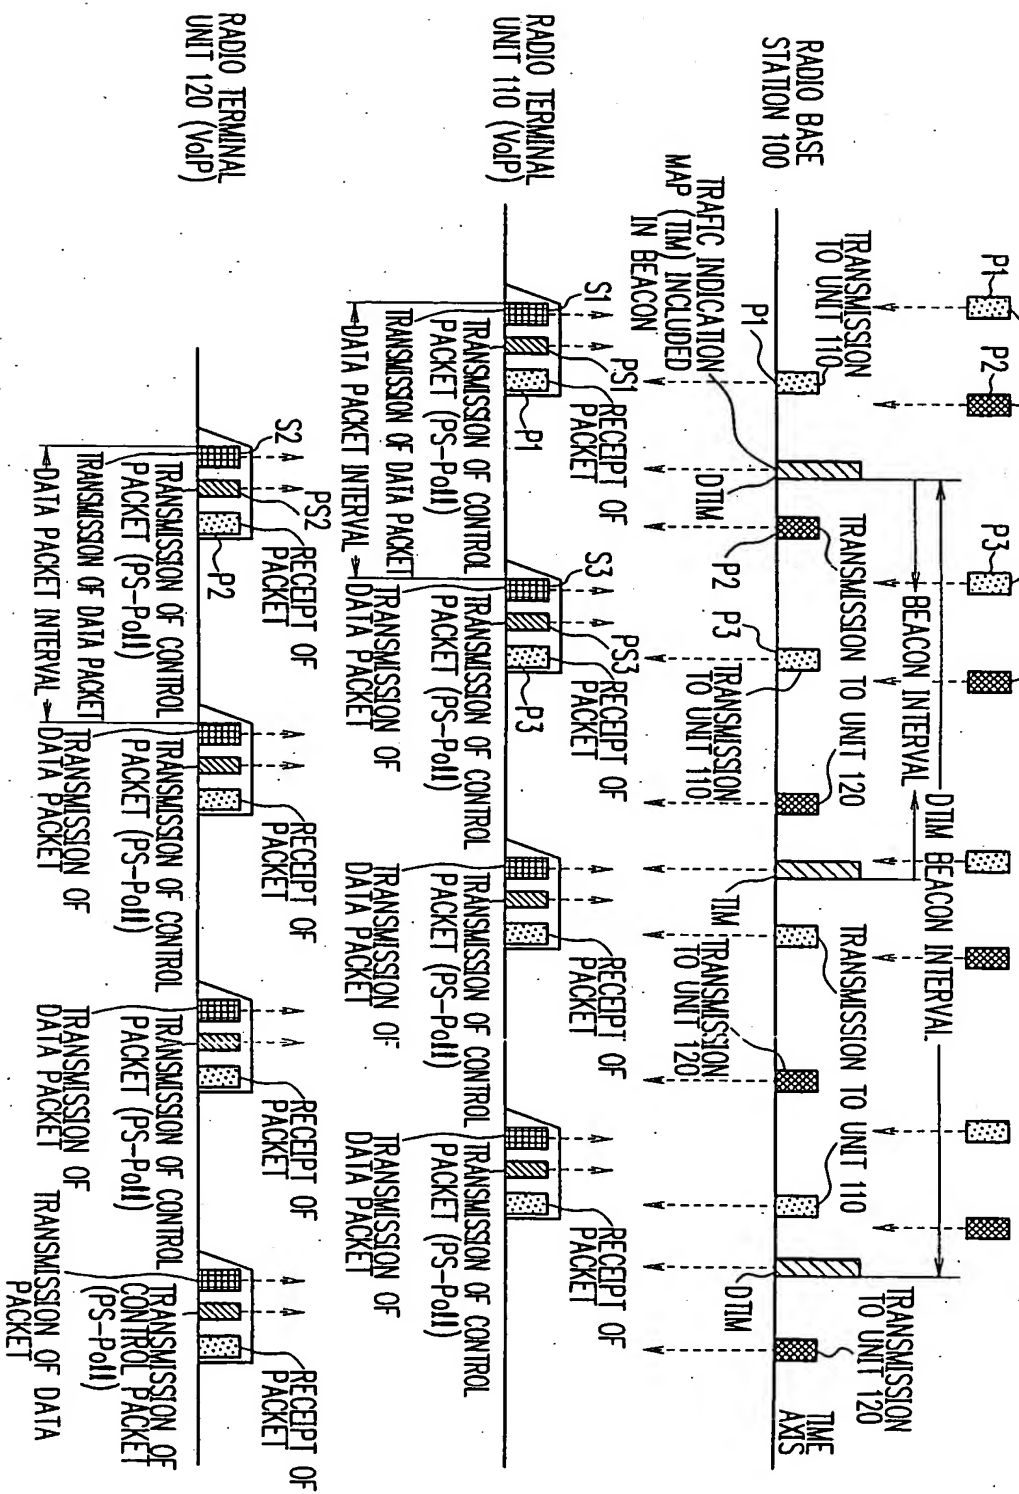 P1
P2
P3
RADIO BASE
STATION 100
TRANSMISSION
TO UNIT 110
P1
TRAFIC INDICATION
MAP (TIM) INCLUDED
IN BEACON
DTIM
P2
TRANSMISSION TO UNIT 120
BEACON INTERVAL
DTIM BEACON INTERVAL
P3
TRANSMISSION
TO UNIT 110
TIM
TRANSMISSION TO UNIT 110
TRANSMISSION
TO UNIT 120
DTIM
TRANSMISSION
TO UNIT 120
TIME
AXIS
RADIO TERMINAL
UNIT 110 (VoIP)
S1
PS1
P1
RECEIPT OF
PACKET
TRANSMISSION OF CONTROL
PACKET (PS-Poll)
TRANSMISSION OF DATA PACKET
DATA PACKET INTERVAL
S3
PS3
P3
RECEIPT OF
PACKET
TRANSMISSION OF CONTROL
PACKET (PS-Poll)
TRANSMISSION OF
DATA PACKET
RECEIPT OF
PACKET
TRANSMISSION OF CONTROL
PACKET (PS-Poll)
TRANSMISSION OF
DATA PACKET
RECEIPT OF
PACKET
TRANSMISSION OF CONTROL
PACKET (PS-Poll)
TRANSMISSION OF
DATA PACKET
RADIO TERMINAL
UNIT 120 (VoIP)
S2
PS2
P2
RECEIPT OF
PACKET
TRANSMISSION OF CONTROL
PACKET (PS-Poll)
TRANSMISSION OF DATA PACKET
DATA PACKET INTERVAL
RECEIPT OF
PACKET
TRANSMISSION OF CONTROL
PACKET (PS-Poll)
TRANSMISSION OF
DATA PACKET
RECEIPT OF
PACKET
TRANSMISSION OF CONTROL
PACKET (PS-Poll)
TRANSMISSION OF
DATA PACKET
RECEIPT OF
PACKET
TRANSMISSION OF
CONTROL PACKET
(PS-Poll)
TRANSMISSION OF DATA
PACKET